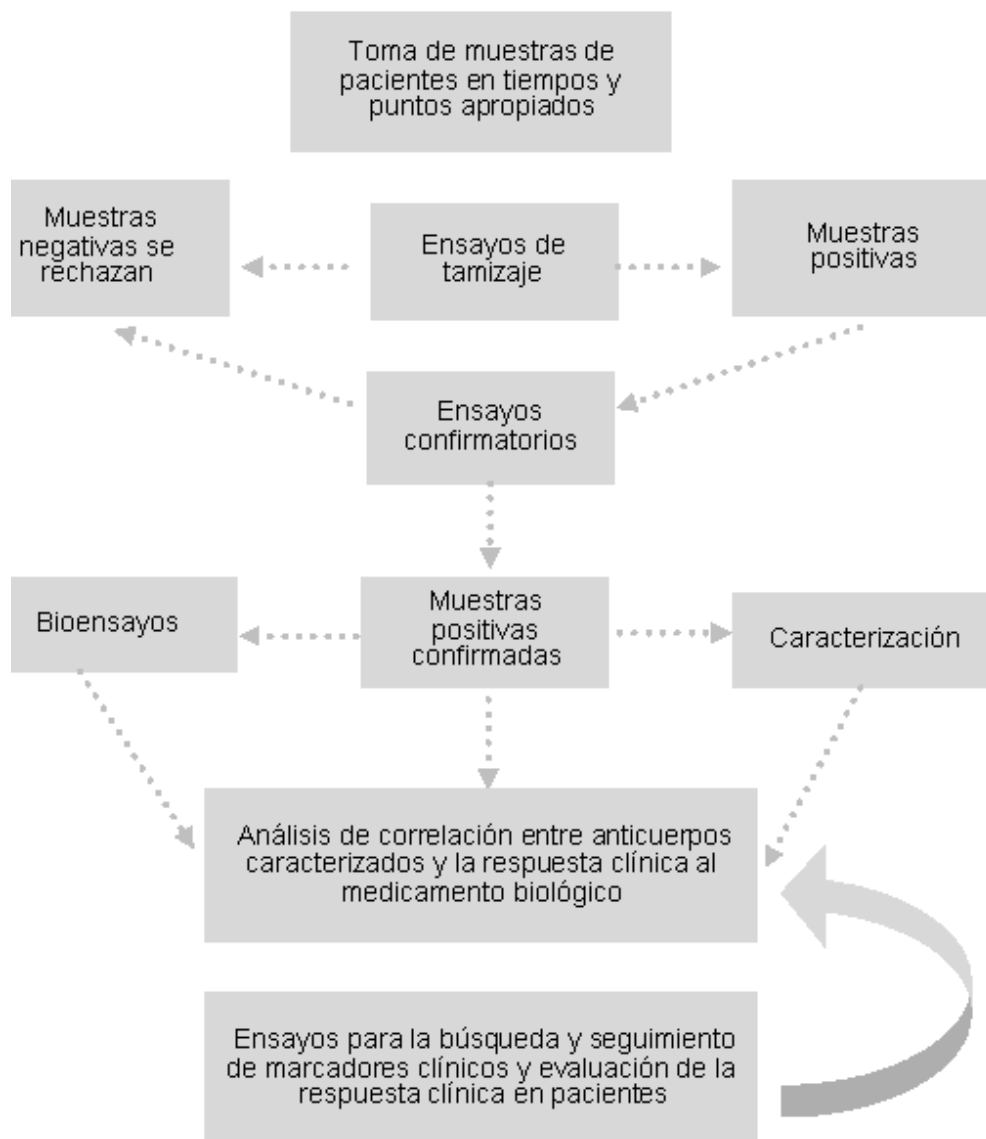 Toma de muestras de
pacientes en tiempos y
puntos apropiados
Muestras
negativas se
rechazan
Ensayos de
tamizaje
Muestras
positivas
Ensayos
confirmatorios
Bioensayos
Muestras
positivas
confirmadas
Caracterización
Análisis de correlación entre anticuerpos
caracterizados y la respuesta clínica al
medicamento biológico
Ensayos para la búsqueda y seguimiento
de marcadores clínicos y evaluación de la
respuesta clínica en pacientes